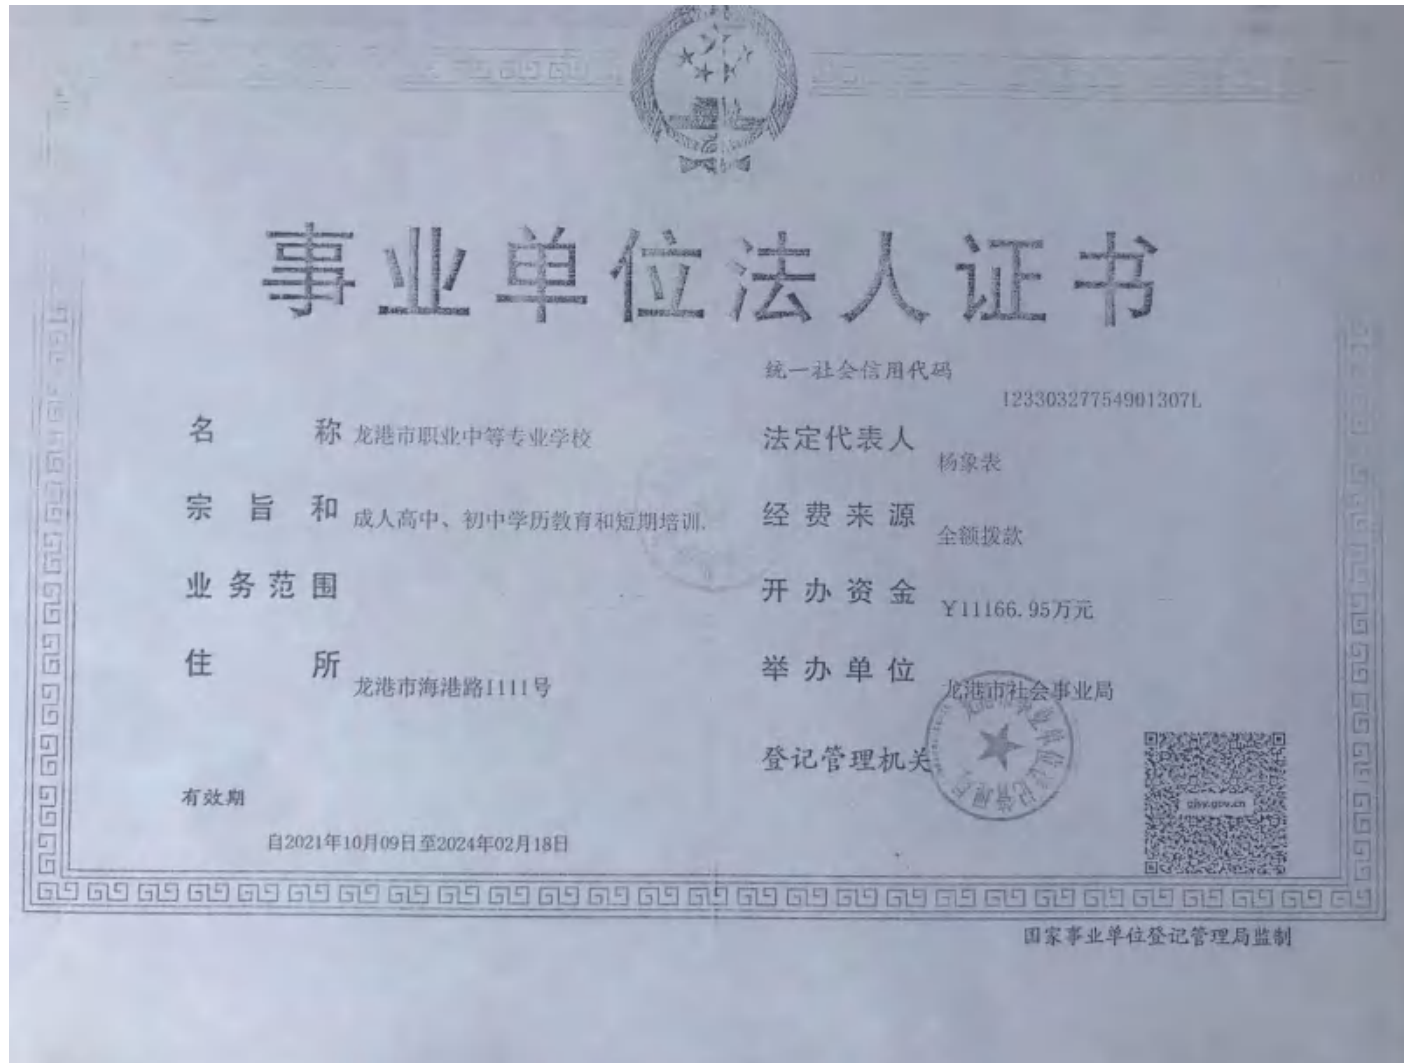 事业单位法人证书
统一社会信用代码
12330327754901307L
名称 龙港市职业中等专业学校
法定代表人 杨象表
宗旨和 成人高中、初中学历教育和短期培训.
业务范围
经费来源 全额拨款
开办资金 ¥11166.95万元
住所 龙港市海港路1111号
举办单位 龙港市社会事业局
登记管理机关
有效期
自2021年10月09日至2024年02月18日
国家事业单位登记管理局监制